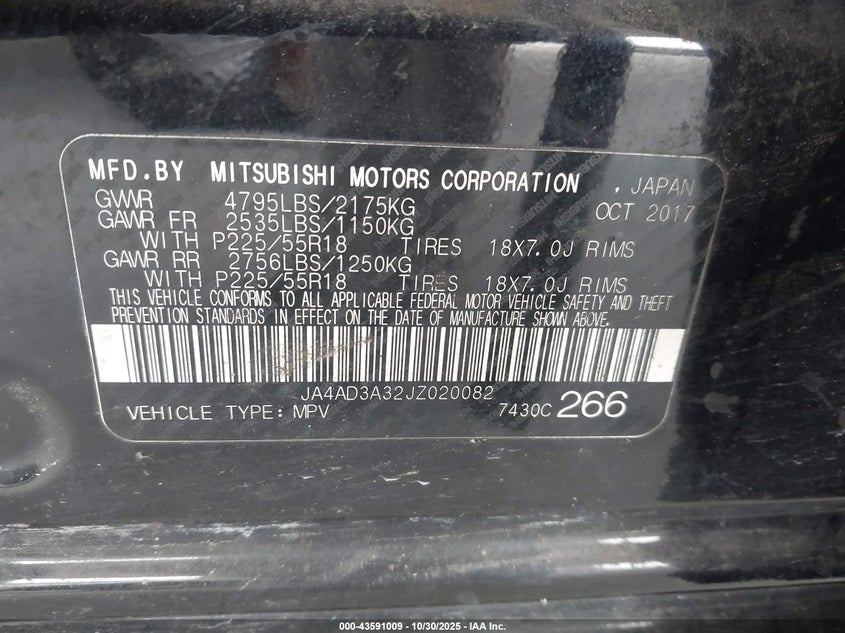 MFD.BY MITSUBISHI MOTORS CORPORATION , JAPAN
GVWR 4795LBS/2175KG OCT 2017
GAWR FR 2535LBS/1150KG
WITH P225/55R18 TIRES 18X7.0J RIMS
GAWR RR 2756LBS/1250KG
WITH P225/55R18 TIRES 18X7.0J RIMS
THIS VEHICLE CONFORMS TO ALL APPLICABLE FEDERAL MOTOR VEHICLE SAFETY AND THEFT
PREVENTION STANDARDS IN EFFECT ON THE DATE OF MANUFACTURE SHOWN ABOVE.
JA4AD3A32JZ020082
VEHICLE TYPE: MPV 7430C 266
000-43591009 - 10/30/2025 - IAA Inc.